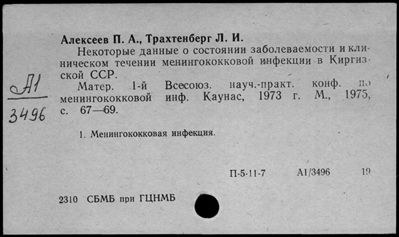 Алексеев П. А., Трахтенберг Л. И.
Некоторые данные о состоянии заболеваемости и кли-
ническом течении менингококковой инфекции в Киргиз-
ской ССР.
Матер. 1-й Всесоюз. науч.-практ. конф. по
менингококковой инф. Каунас, 1973 г. М., 1975,
с. 67—69.
А1
3496
1. Менингококковая инфекция.
П-5-11-7 А1/3496 19
2310 СБМБ при ГЦНМБ